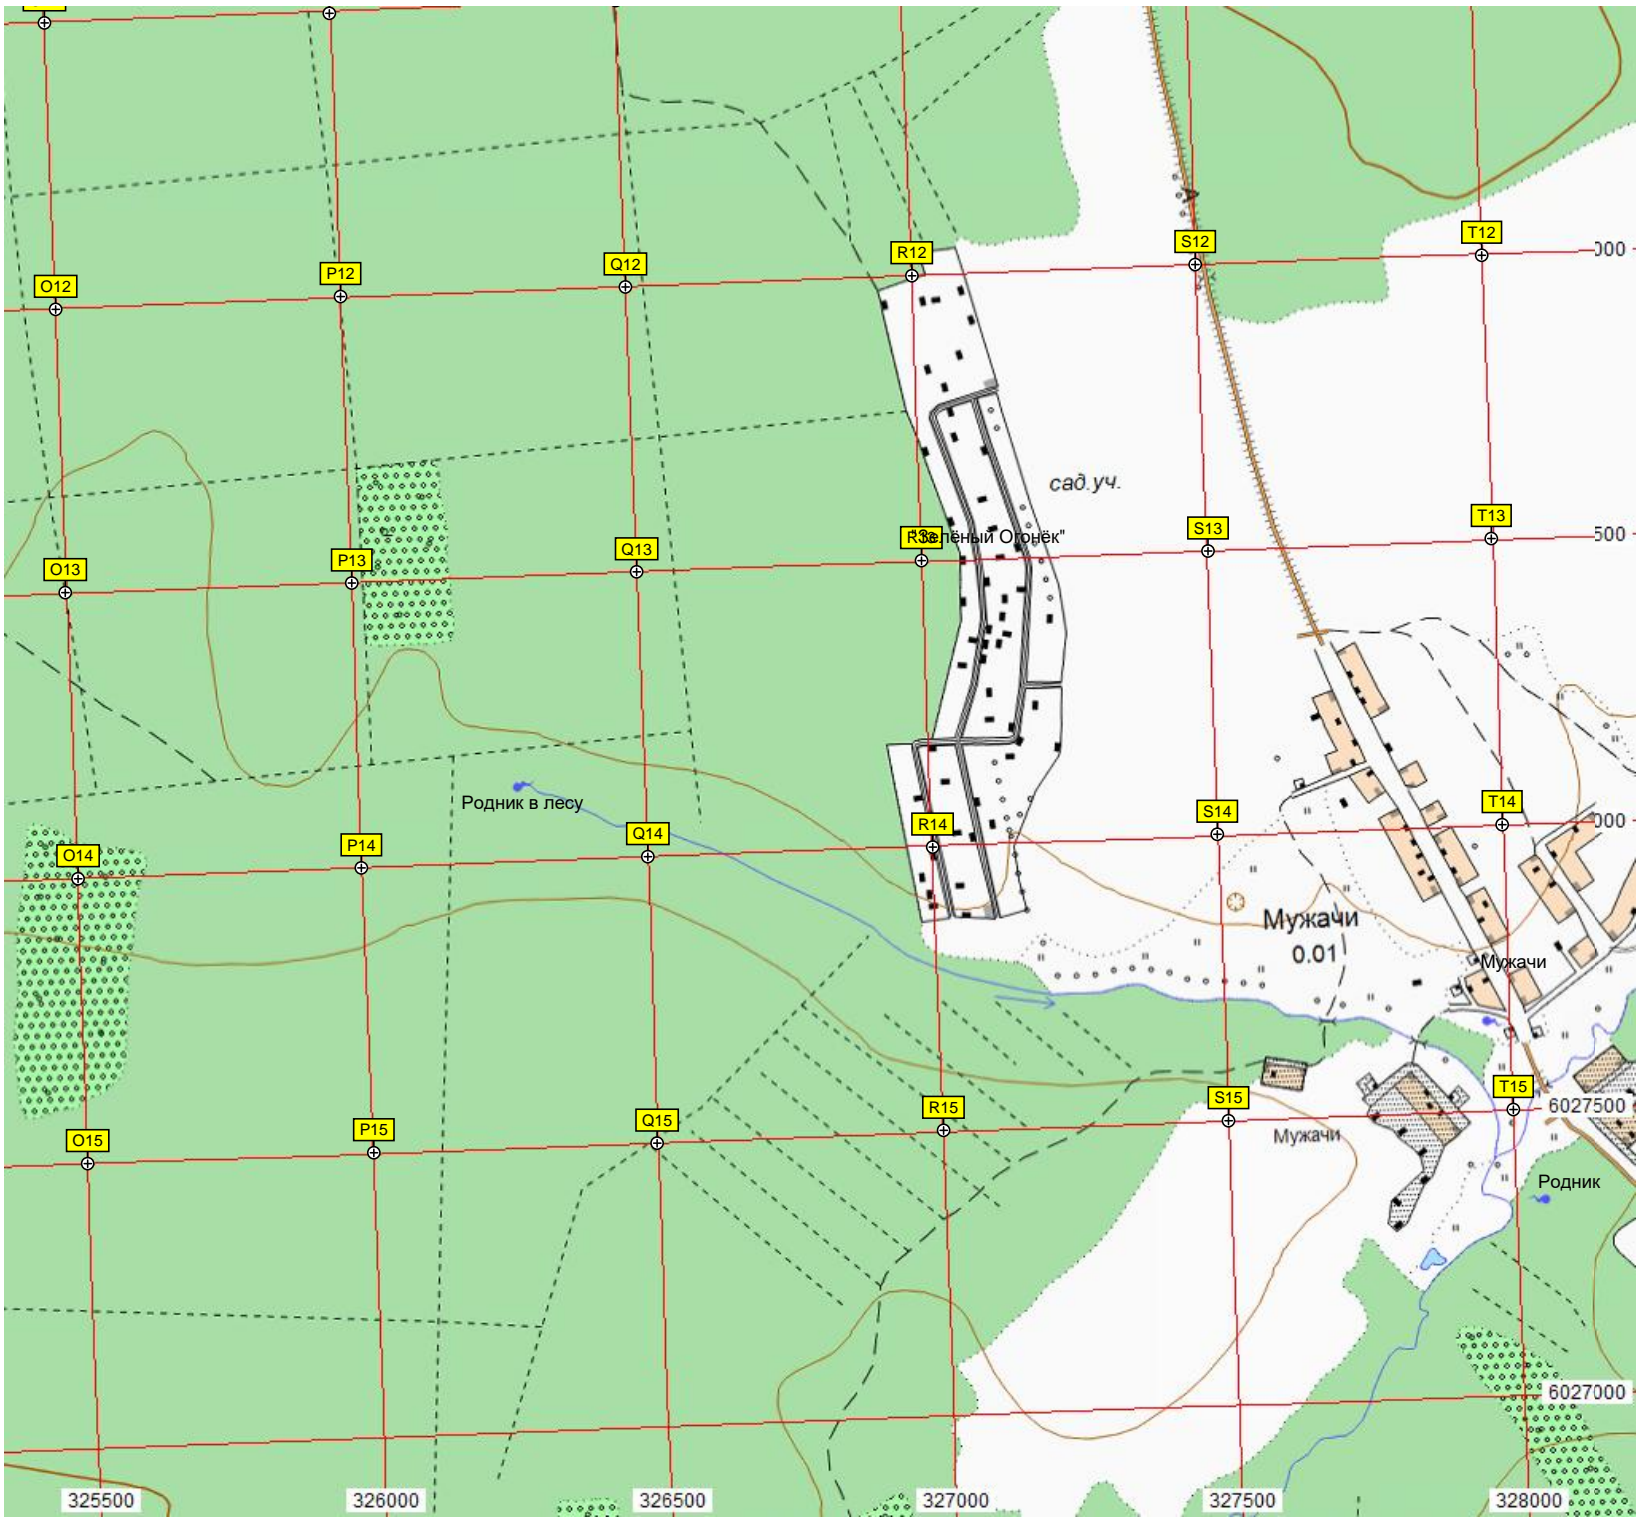 A
R12
S12
T12
000
O12
P12
Q12
сад.уч.
R13
"Зелёный Огонёк"
S13
T13
500
O13
P13
Q13
Родник в лесу
R14
S14
T14
000
O14
P14
Q14
Мужачи
0.01
Мужачи
O15
P15
Q15
R15
S15
T15
6027500
Мужачи
Родник
6027000
325500
326000
326500
327000
327500
328000